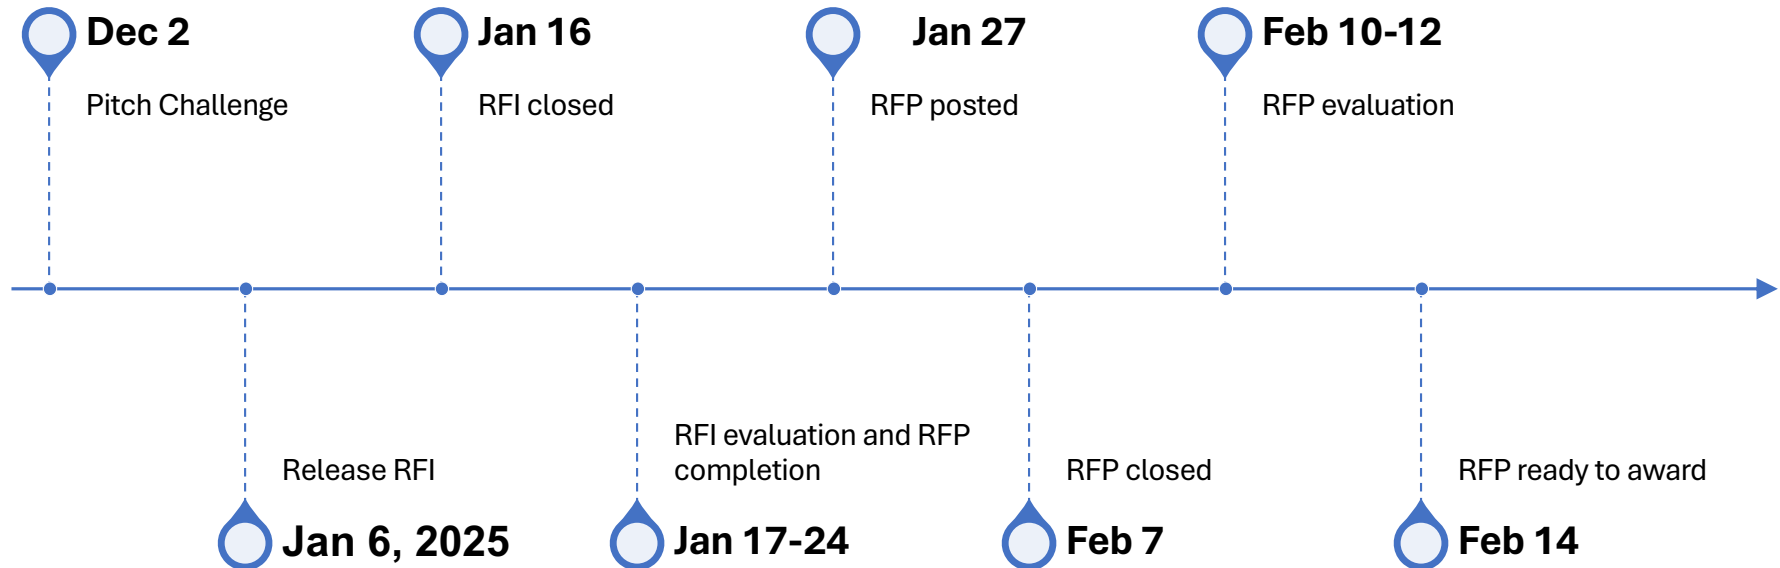 Dec 2
Pitch Challenge
Jan 16
RFI closed
Jan 27
RFP posted
Feb 10-12
RFP evaluation
Release RFI
Jan 6, 2025
RFI evaluation and RFP
completion
Jan 17-24
RFP closed
Feb 7
RFP ready to award
Feb 14